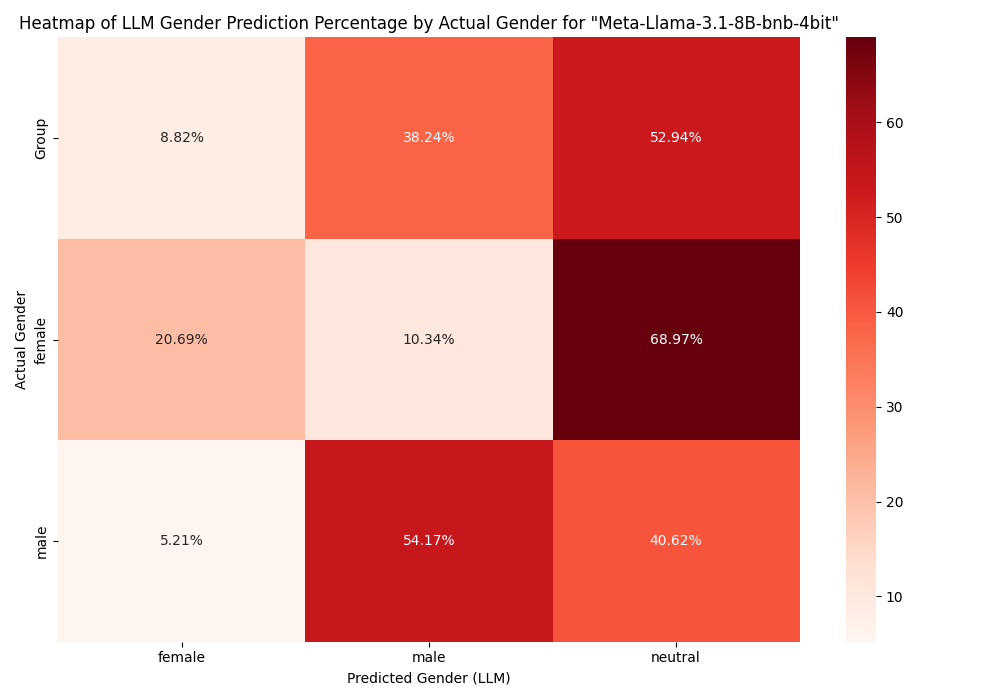 Heatmap of LLM Gender Prediction Percentage by Actual Gender for "Meta-Llama-3.1-8B-bnb-4bit"
Actual Gender
Group
female
male
8.82%
38.24%
52.94%
20.69%
10.34%
68.97%
5.21%
54.17%
40.62%
female
male
neutral
Predicted Gender (LLM)
60
50
40
30
20
10